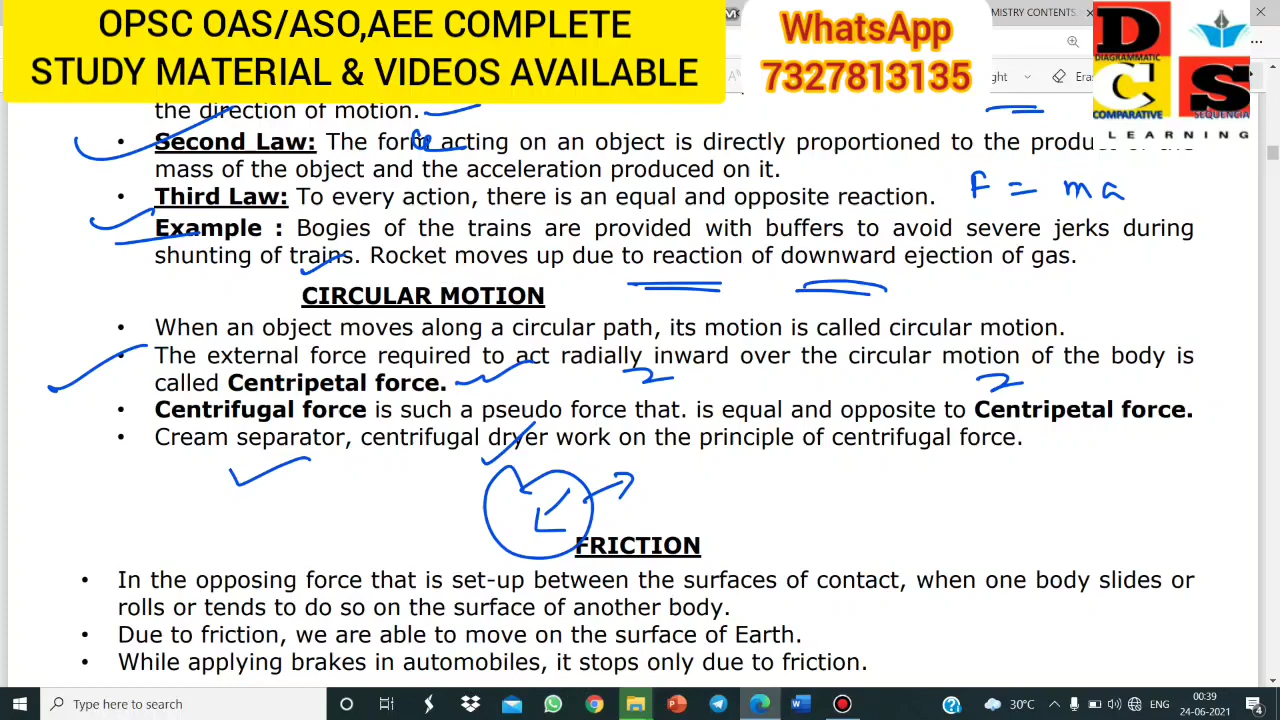 OPSC OAS/ASO,AEE COMPLETE
STUDY MATERIAL & VIDEOS AVAILABLE
WhatsApp
7327813135
MISTRY CONTENTS.
D
DIAGRAMMATIC
C
COMPARATIVE
S
SEQUENCIA
LEARNING
ght
Eras
the direction of motion.
• Second Law: The form acting on an object is directly proportioned to the product of the
mass of the object and the acceleration produced on it.
• Third Law: To every action, there is an equal and opposite reaction.
F = ma
Example : Bogies of the trains are provided with buffers to avoid severe jerks during
shunting of trains. Rocket moves up due to reaction of downward ejection of gas.
CIRCULAR MOTION
• When an object moves along a circular path, its motion is called circular motion.
• The external force required to act radially inward over the circular motion of the body is
called Centripetal force.
• Centrifugal force is such a pseudo force that. is equal and opposite to Centripetal force.
• Cream separator, centrifugal dryer work on the principle of centrifugal force.
FRICTION
• In the opposing force that is set-up between the surfaces of contact, when one body slides or
rolls or tends to do so on the surface of another body.
• Due to friction, we are able to move on the surface of Earth.
• While applying brakes in automobiles, it stops only due to friction.
Type here to search
30°C
ENG
00:39
24-06-2021
4